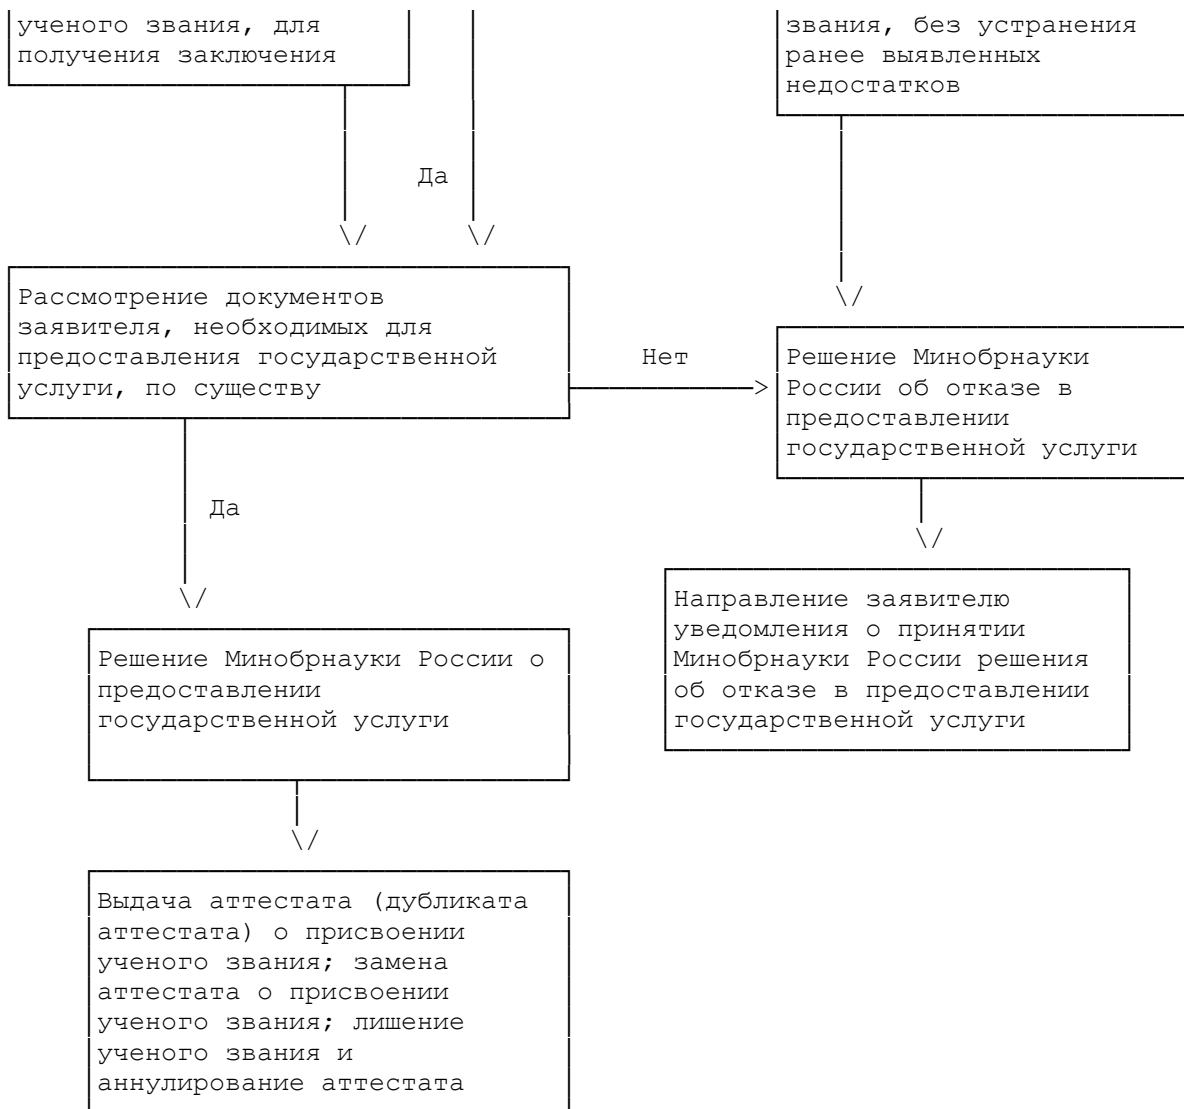 ученого звания, для
получения заключения
звания, без устранения
ранее выявленных
недостатков
Да
\/
\/
Рассмотрение документов
заявителя, необходимых для
предоставления государственной
услуги, по существу
Нет
>
\/
Решение Минобрнауки
России об отказе в
предоставлении
государственной услуги
Да
\/
\/
Направление заявителю
уведомления о принятии
Минобрнауки России решения
об отказе в предоставлении
государственной услуги
Решение Минобрнауки России о
предоставлении
государственной услуги
\/
Выдача аттестата (дубликата
аттестата) о присвоении
ученого звания; замена
аттестата о присвоении
ученого звания; лишение
ученого звания и
аннулирование аттестата